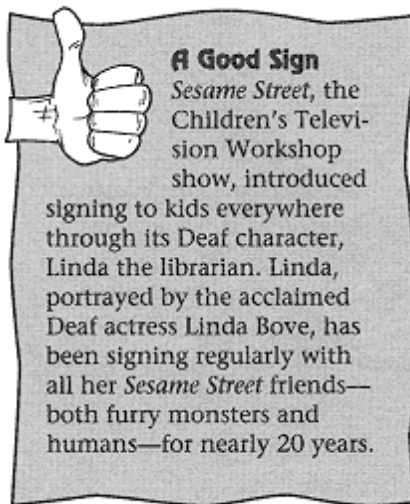 A Good Sign
Sesame Street, the
Children's Televi-
sion Workshop
show, introduced
signing to kids everywhere
through its Deaf character,
Linda the librarian. Linda,
portrayed by the acclaimed
Deaf actress Linda Bove, has
been signing regularly with
all her Sesame Street friends—
both furry monsters and
humans—for nearly 20 years.